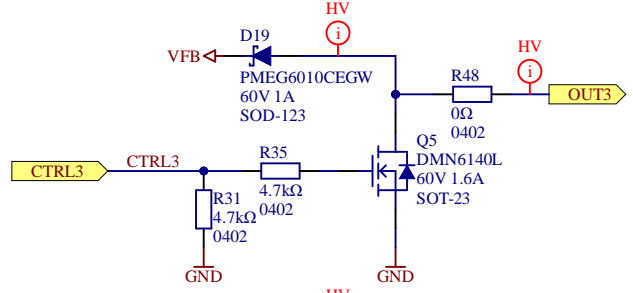 HV
i
D19
VFB
PMEG6010CEGW
60V 1A
SOD-123
HV
i
R48
OUT3
0Ω
0402
Q5
DMN6140L
60V 1.6A
SOT-23
CTRL3
CTRL3
R35
4.7kΩ
0402
R31
4.7kΩ
0402
GND
GND
HV